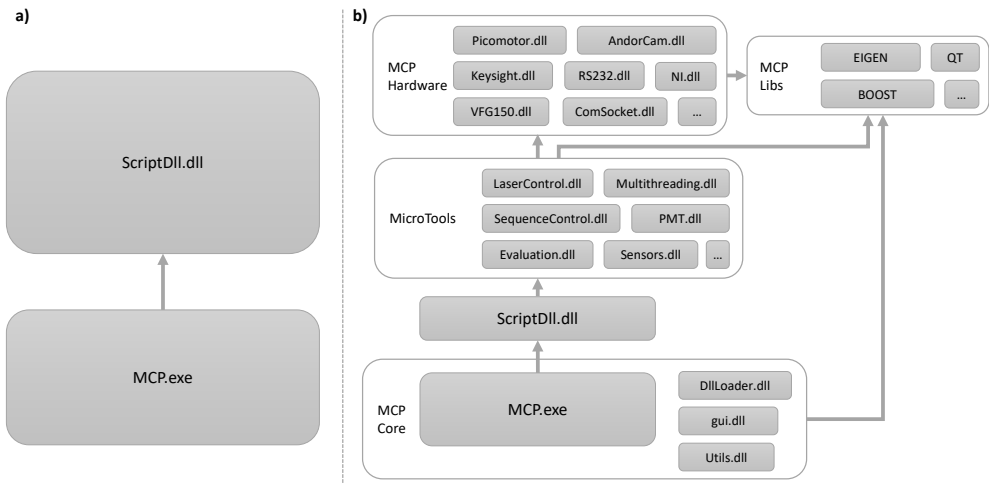 a)
ScriptDll.dll
MCP.exe
b)
MCP
Hardware
Picomotor.dll
AndorCam.dll
Keysight.dll
RS232.dll
NI.dll
VFG150.dll
ComSocket.dll
...
MCP
Libs
EIGEN
QT
BOOST
...
MicroTools
LaserControl.dll
Multithreading.dll
SequenceControl.dll
PMT.dll
Evaluation.dll
Sensors.dll
...
ScriptDll.dll
MCP
Core
MCP.exe
DllLoader.dll
gui.dll
Utils.dll